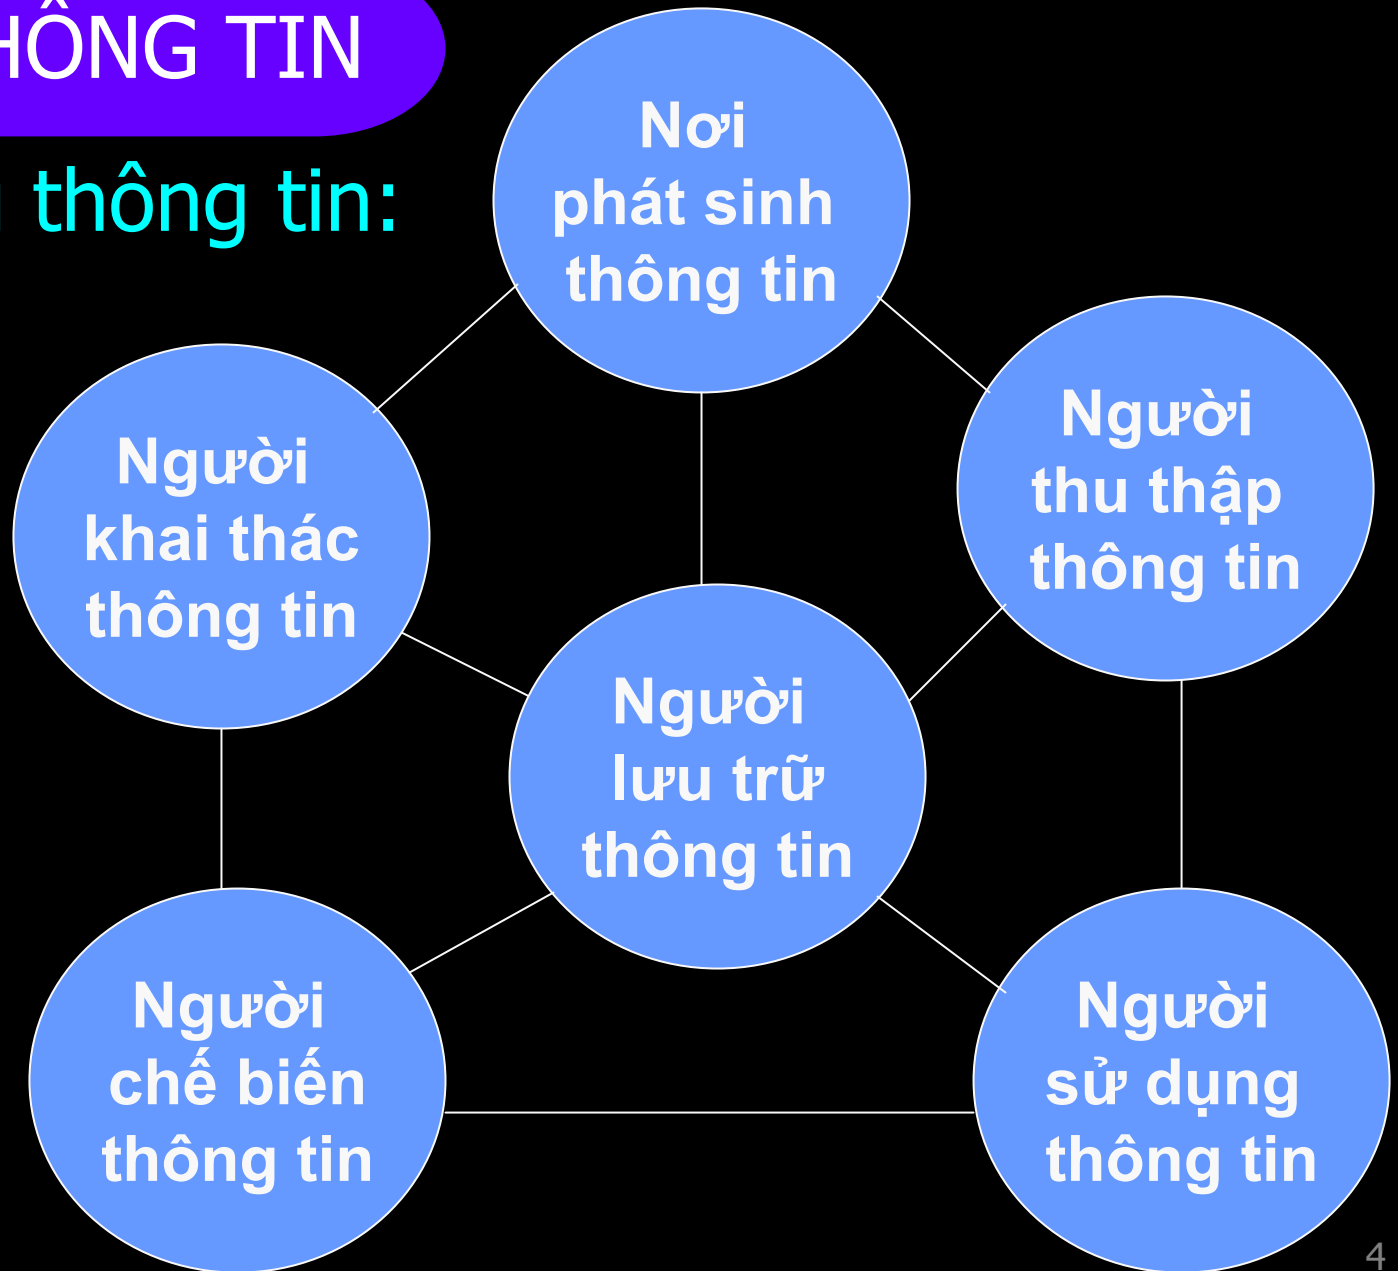 HÔNG TIN
thông tin:
Nơi
phát sinh
thông tin
Người
khai thác
thông tin
Người
thu thập
thông tin
Người
lưu trữ
thông tin
Người
chế biến
thông tin
Người
sử dụng
thông tin
4